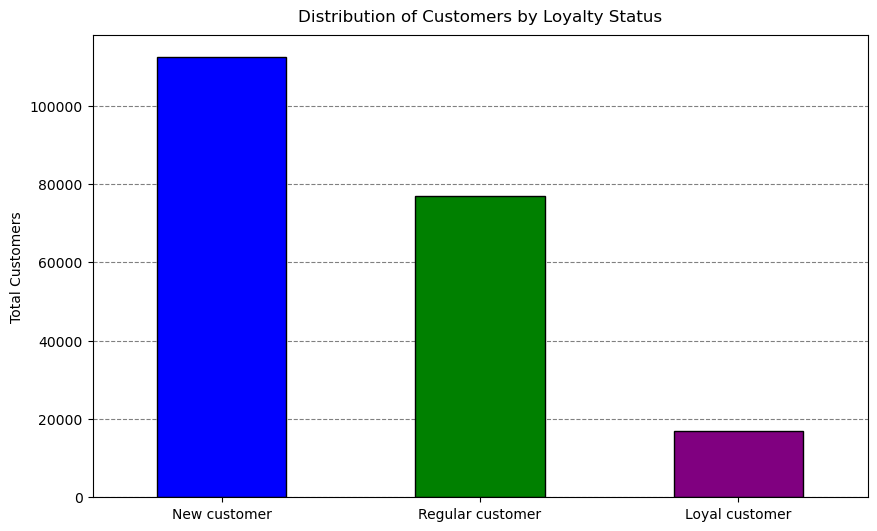 Distribution of Customers by Loyalty Status
Total Customers
100000
80000
60000
40000
20000
0
New customer
Regular customer
Loyal customer